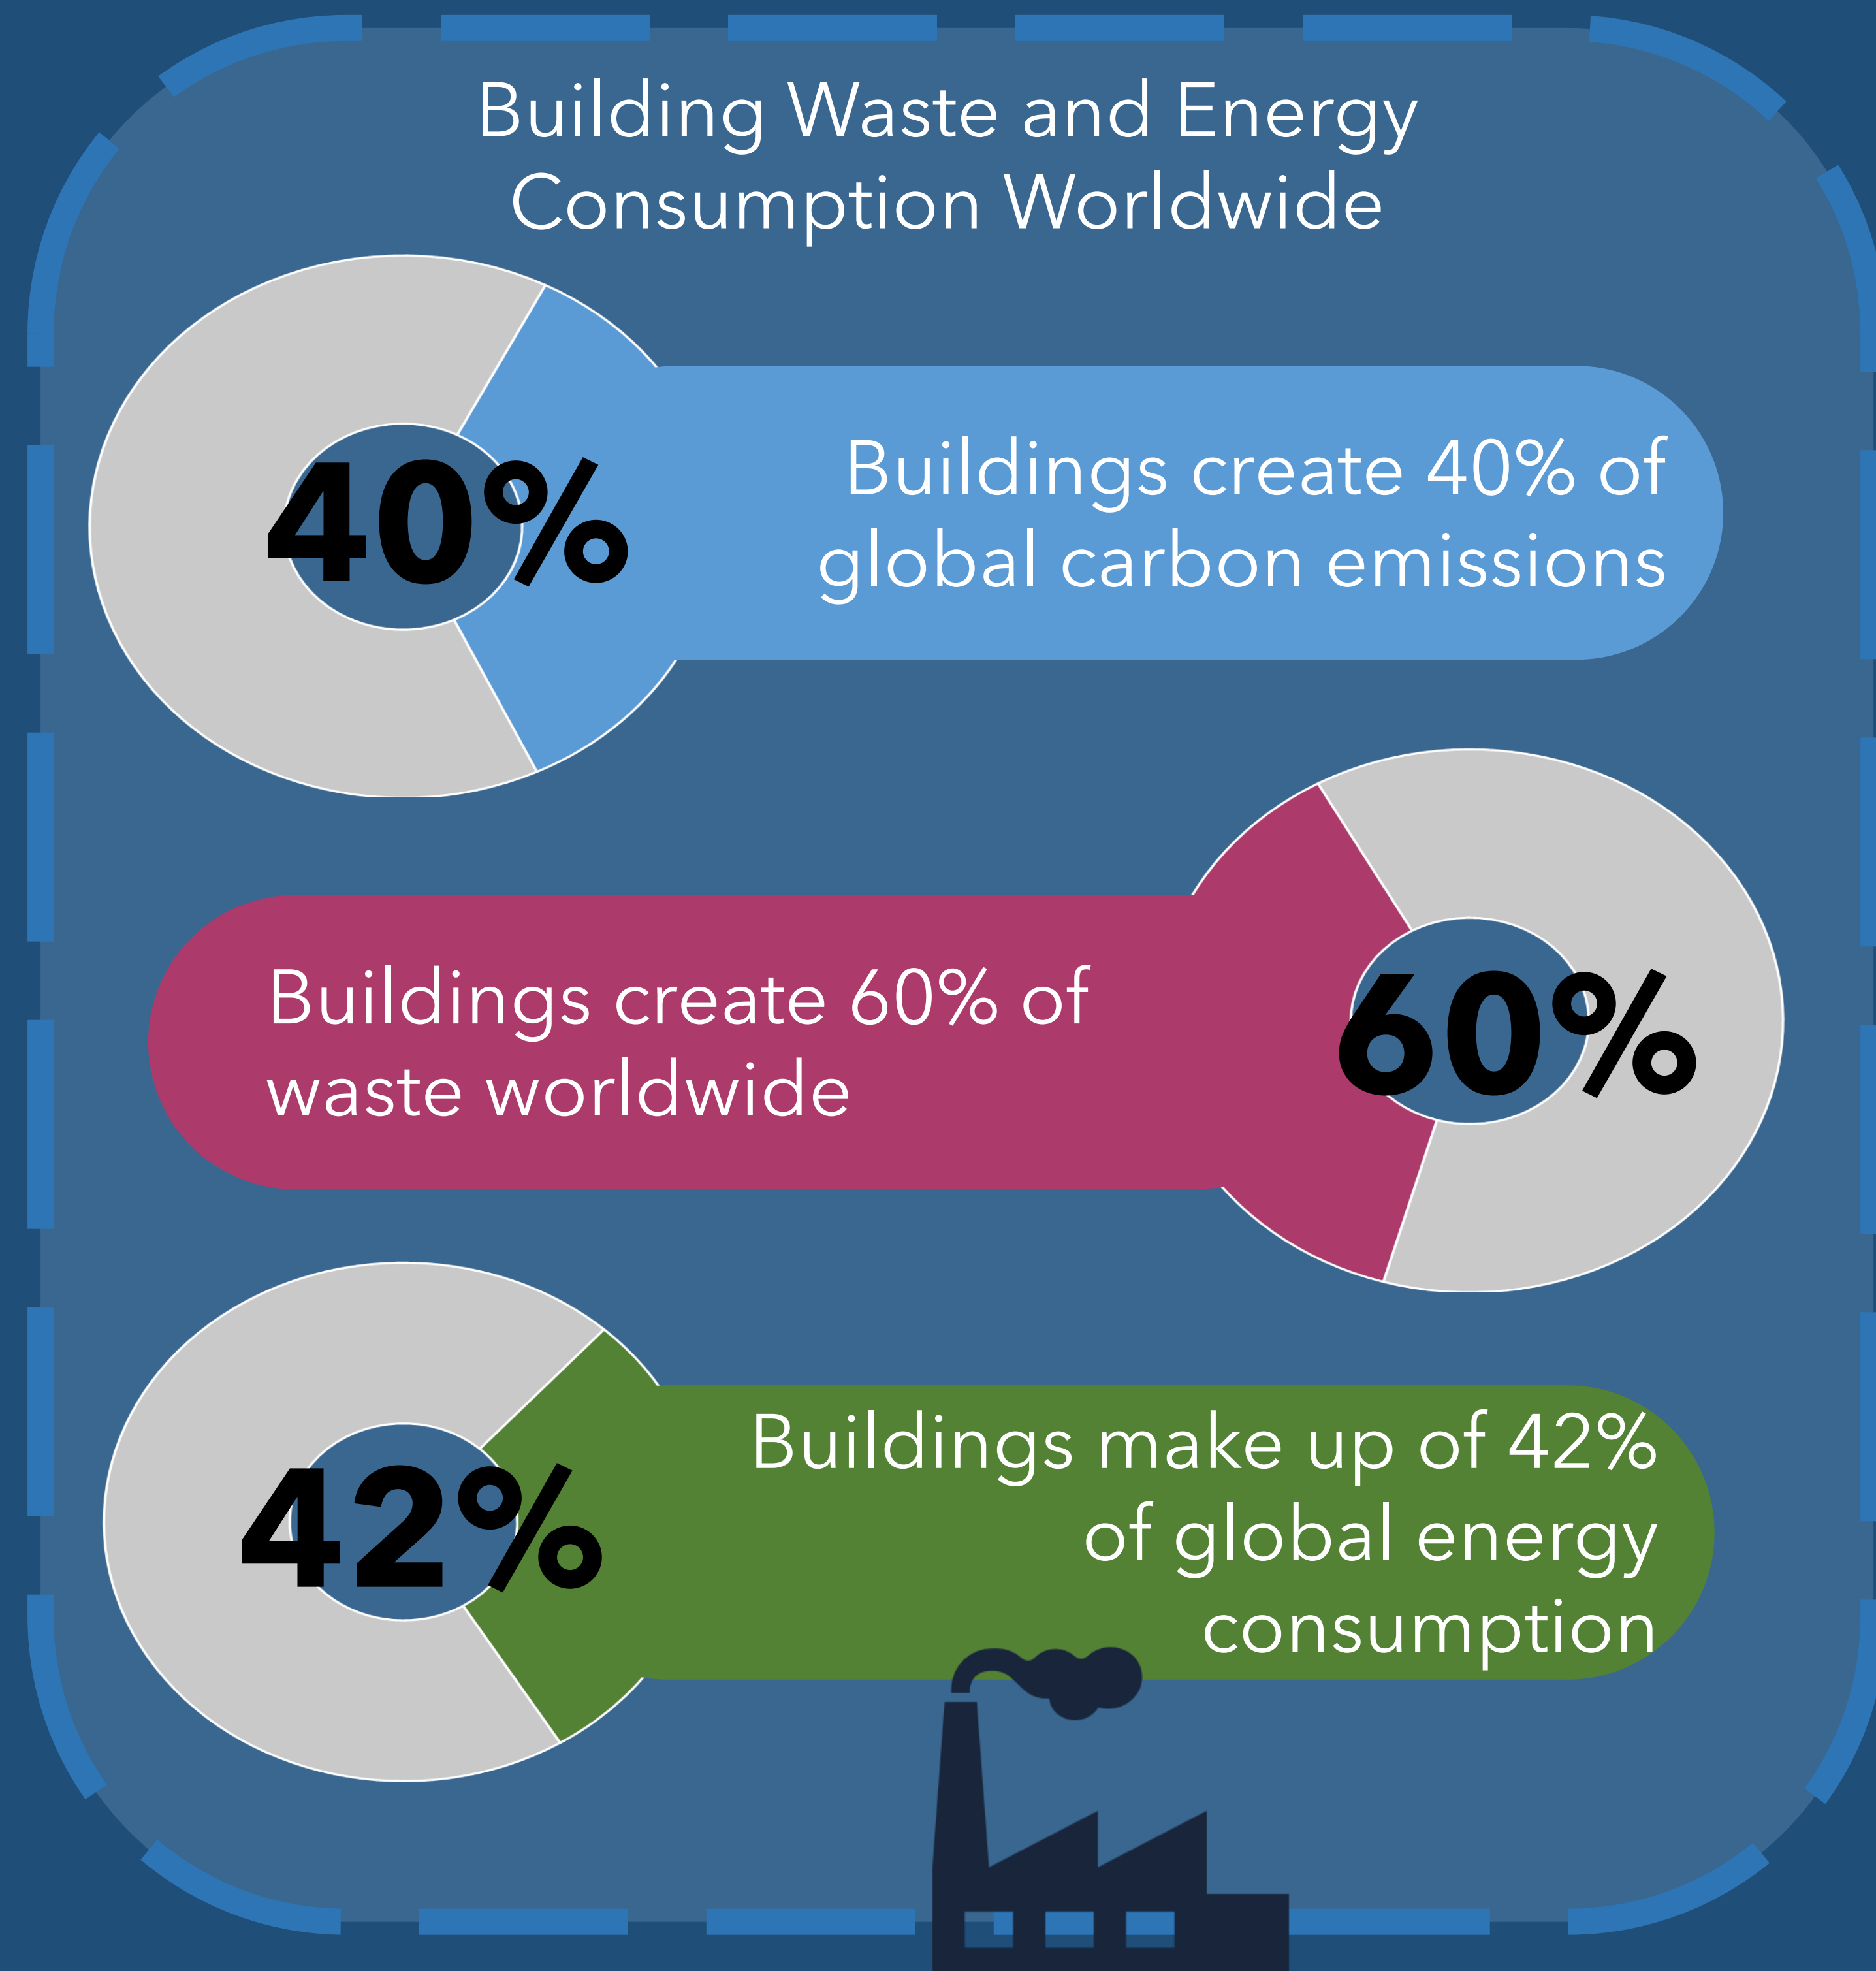 Building Waste and Energy
Consumption Worldwide
40%
Buildings create 40% of
global carbon emissions
Buildings create 60% of
waste worldwide
60%
42%
Buildings make up of 42%
of global energy
consumption